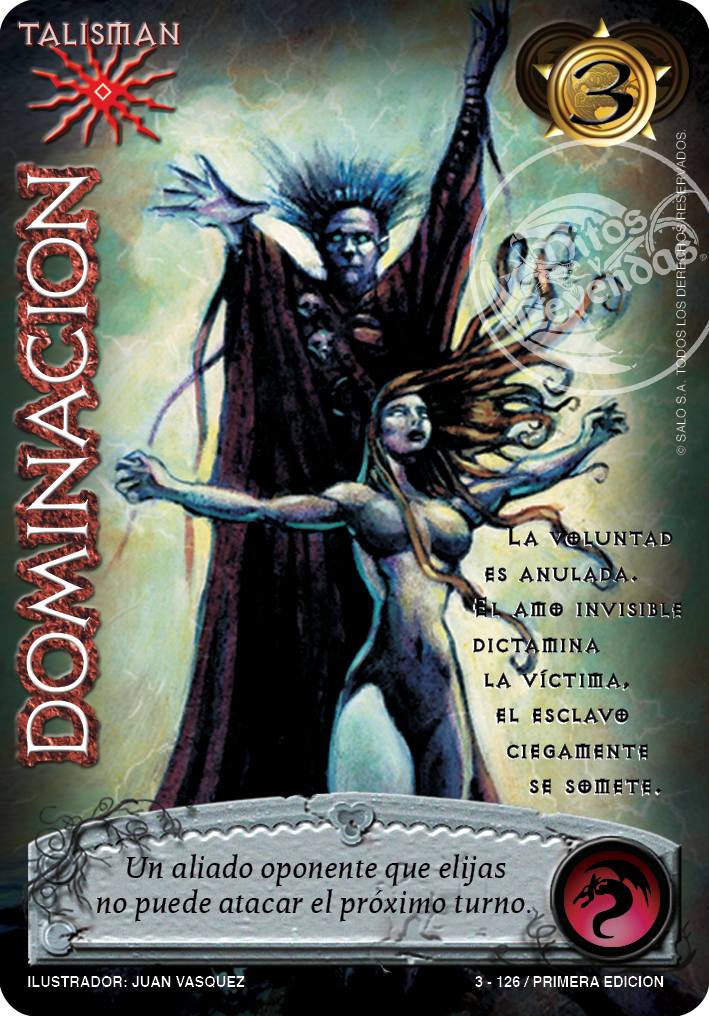 TALISMAN
3
DOMINACION
Mitos
Leyendas
© SALO S.A. TODOS LOS DERECHOS RESERVADOS.
LA VOLUNTAD
ES ANULADA.
EL AMO INVISIBLE
DICTAMINA
LA VÍCTIMA,
EL ESCLAVO
CIEGAMENTE
SE SOMETE.
Un aliado oponente que elijas
no puede atacar el próximo turno.
ILUSTRADOR: JUAN VASQUEZ
3 - 126 / PRIMERA EDICION